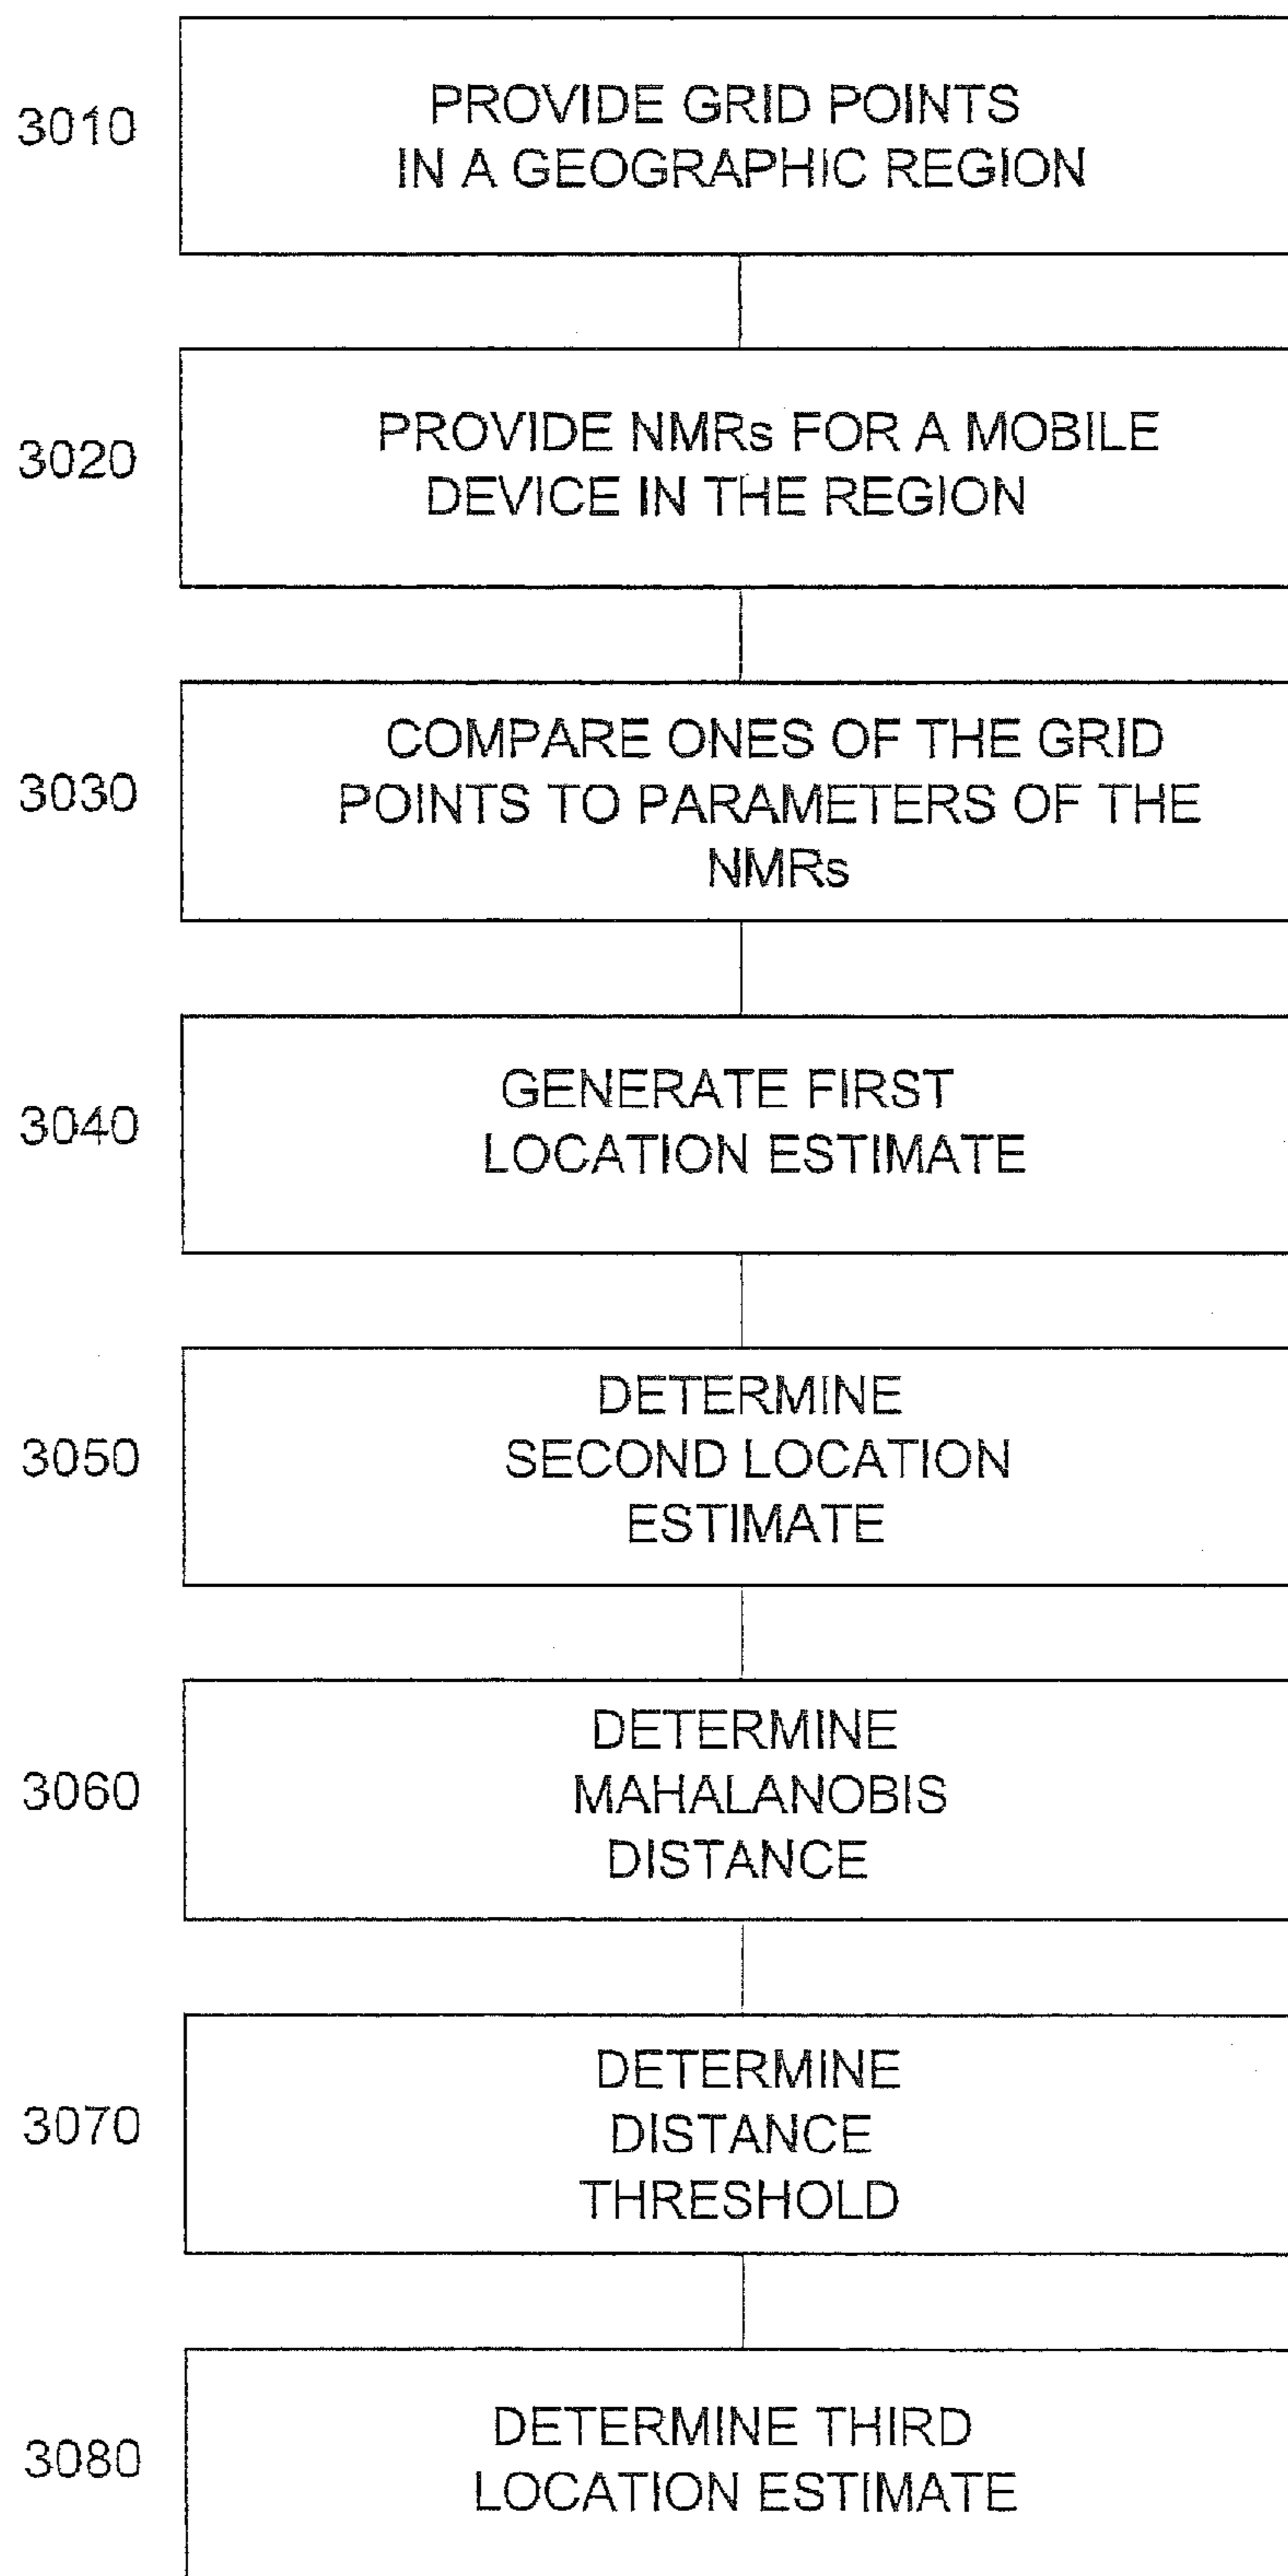 3010
PROVIDE GRID POINTS
IN A GEOGRAPHIC REGION
3020
PROVIDE NMRs FOR A MOBILE
DEVICE IN THE REGION
3030
COMPARE ONES OF THE GRID
POINTS TO PARAMETERS OF THE
NMRs
3040
GENERATE FIRST
LOCATION ESTIMATE
3050
DETERMINE
SECOND LOCATION
ESTIMATE
3060
DETERMINE
MAHALANOBIS
DISTANCE
3070
DETERMINE
DISTANCE
THRESHOLD
3080
DETERMINE THIRD
LOCATION ESTIMATE